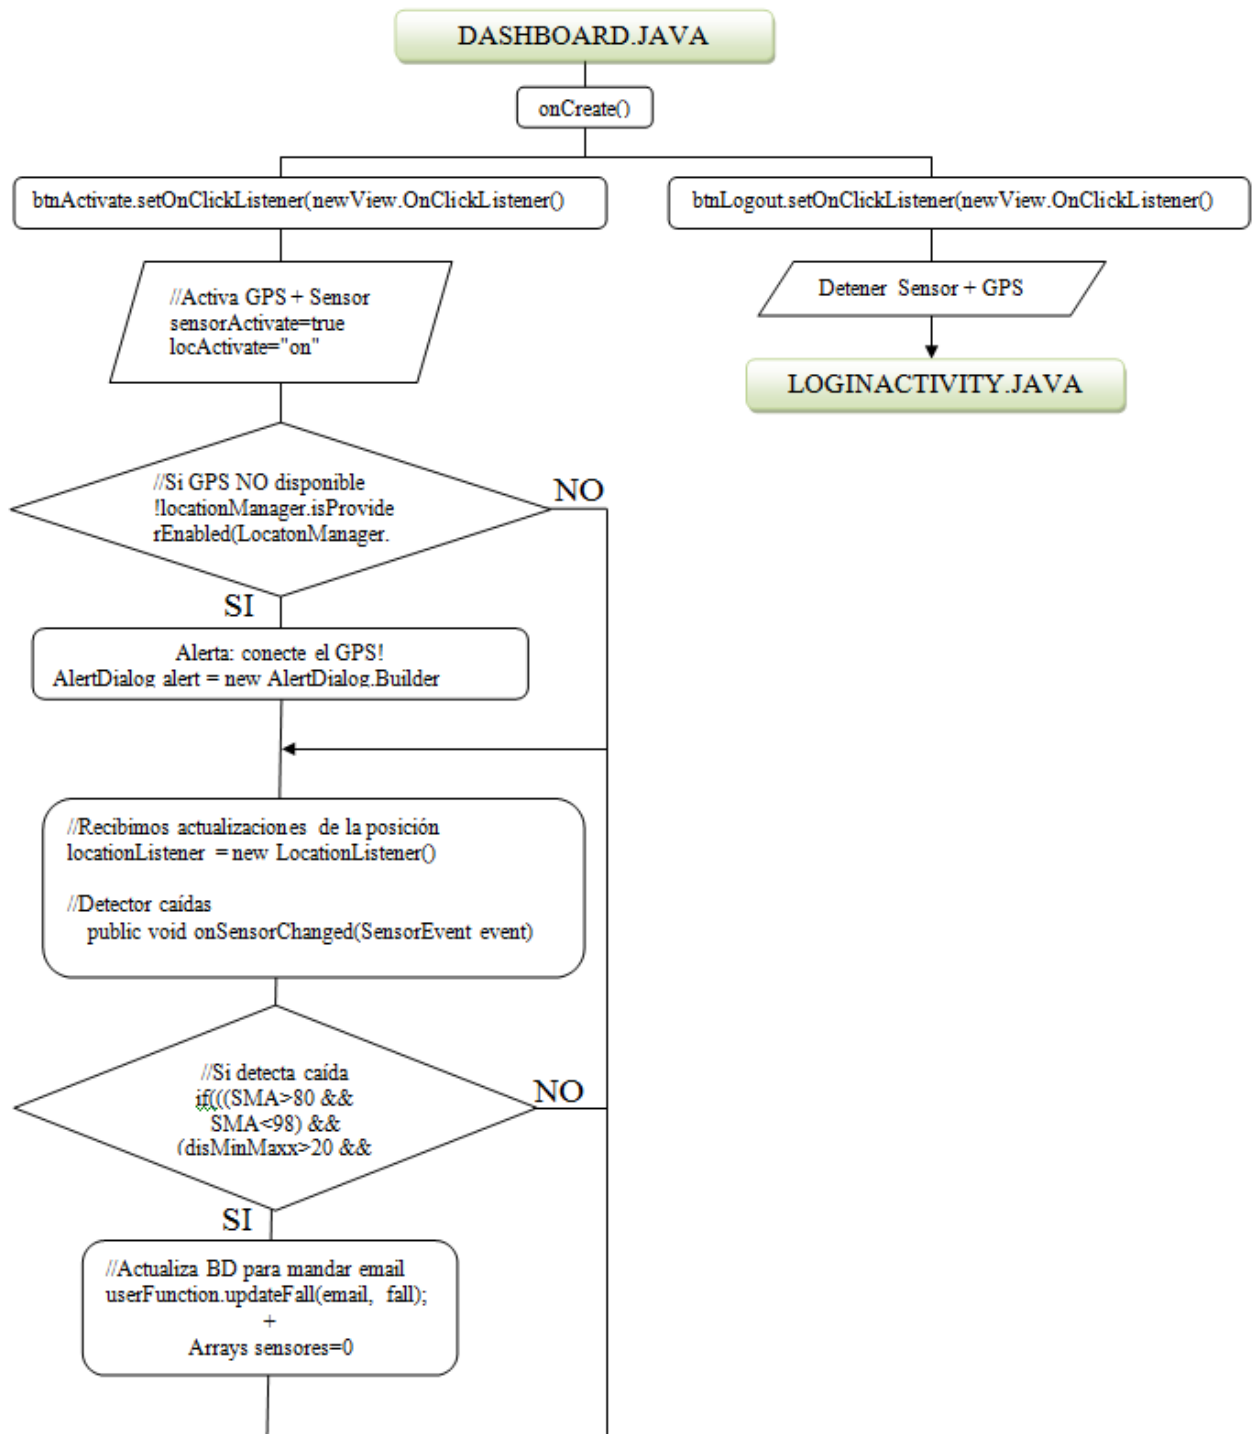 DASHBOARD.JAVA
onCreate()
btnActivate.setOnClickListener(newView.OnClickListener()
btnLogout.setOnClickListener(newView.OnClickListener()
//Activa GPS + Sensor
sensorActivate=true
locActivate="on"
Detener Sensor + GPS
LOGINACTIVITY.JAVA
//Si GPS NO disponible
!locationManager.isProvide
rEnabled(LocatonManager.
NO
SI
Alerta: conecte el GPS!
AlertDialog alert = new AlertDialog.Builder
//Recibimos actualizaciones de la posición
locationListener = new LocationListener()
//Detector caídas
public void onSensorChanged(SensorEvent event)
//Si detecta caída
if(((SMA>80 &&
SMA<98) &&
(disMinMaxx>20 &&
NO
SI
//Actualiza BD para mandar email
userFunction.updateFall(email, fall);
+
Arrays sensores=0